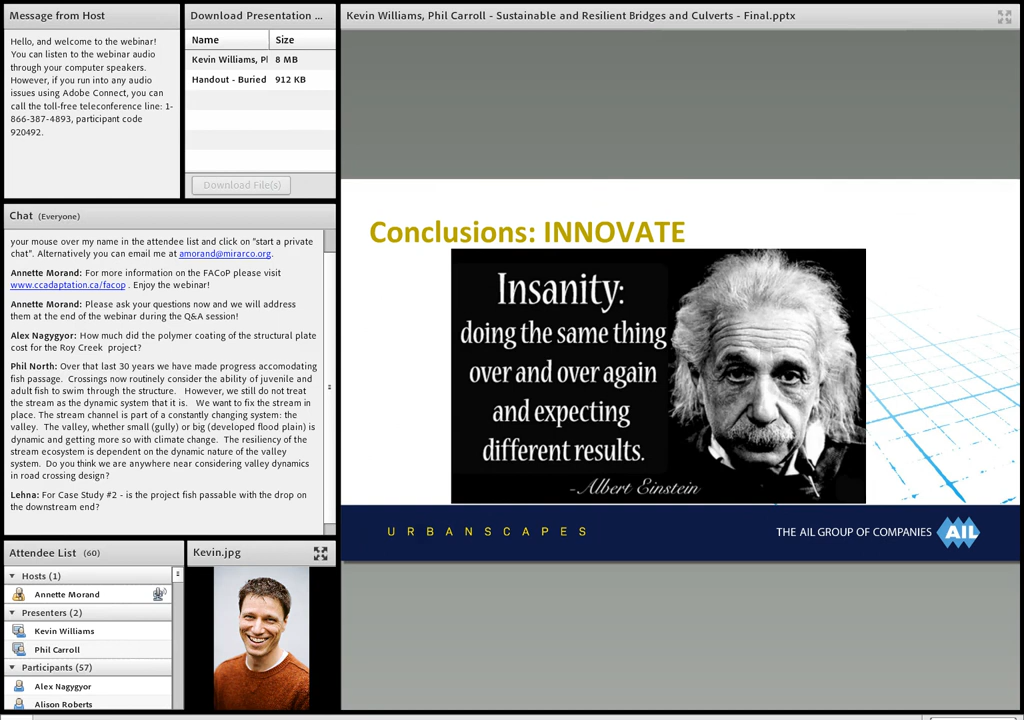 Message from Host
Hello, and welcome to the webinar!
You can listen to the webinar audio
through your computer speakers.
However, if you run into any audio
issues using Adobe Connect, you can
call the toll-free teleconference line: 1-
866-387-4893, participant code
920492.
Download Presentation ...
Name Size
Kevin Williams, Pl 8 MB
Handout - Buried 912 KB
Download File(s)
Chat (Everyone)
your mouse over my name in the attendee list and click on "start a private
chat". Alternatively you can email me at amorand@mirarco.org.
Annette Morand: For more information on the FACoP please visit
www.ccadaptation.ca/facop . Enjoy the webinar!
Annette Morand: Please ask your questions now and we will address
them at the end of the webinar during the Q&A session!
Alex Nagygyor: How much did the polymer coating of the structural plate
cost for the Roy Creek project?
Phil North: Over that last 30 years we have made progress accomodating
fish passage. Crossings now routinely consider the ability of juvenile and
adult fish to swim through the structure. However, we still do not treat
the stream as the dynamic system that it is. We want to fix the stream in
place. The stream channel is part of a constantly changing system: the
valley. The valley, whether small (gully) or big (developed flood plain) is
dynamic and getting more so with climate change. The resiliency of the
stream ecosystem is dependent on the dynamic nature of the valley
system. Do you think we are anywhere near considering valley dynamics
in road crossing design?
Lehna: For Case Study #2 - is the project fish passable with the drop on
the downstream end?
Attendee List (60)
Hosts (1)
Annette Morand
Presenters (2)
Kevin Williams
Phil Carroll
Participants (57)
Alex Nagygyor
Alison Roberts
Kevin.jpg
Kevin Williams, Phil Carroll - Sustainable and Resilient Bridges and Culverts - Final.pptx
Conclusions: INNOVATE
Insanity:
doing the same thing
over and over again
and expecting
different results.
-Albert Einstein
URBANSCAPES
THE AIL GROUP OF COMPANIES AIL